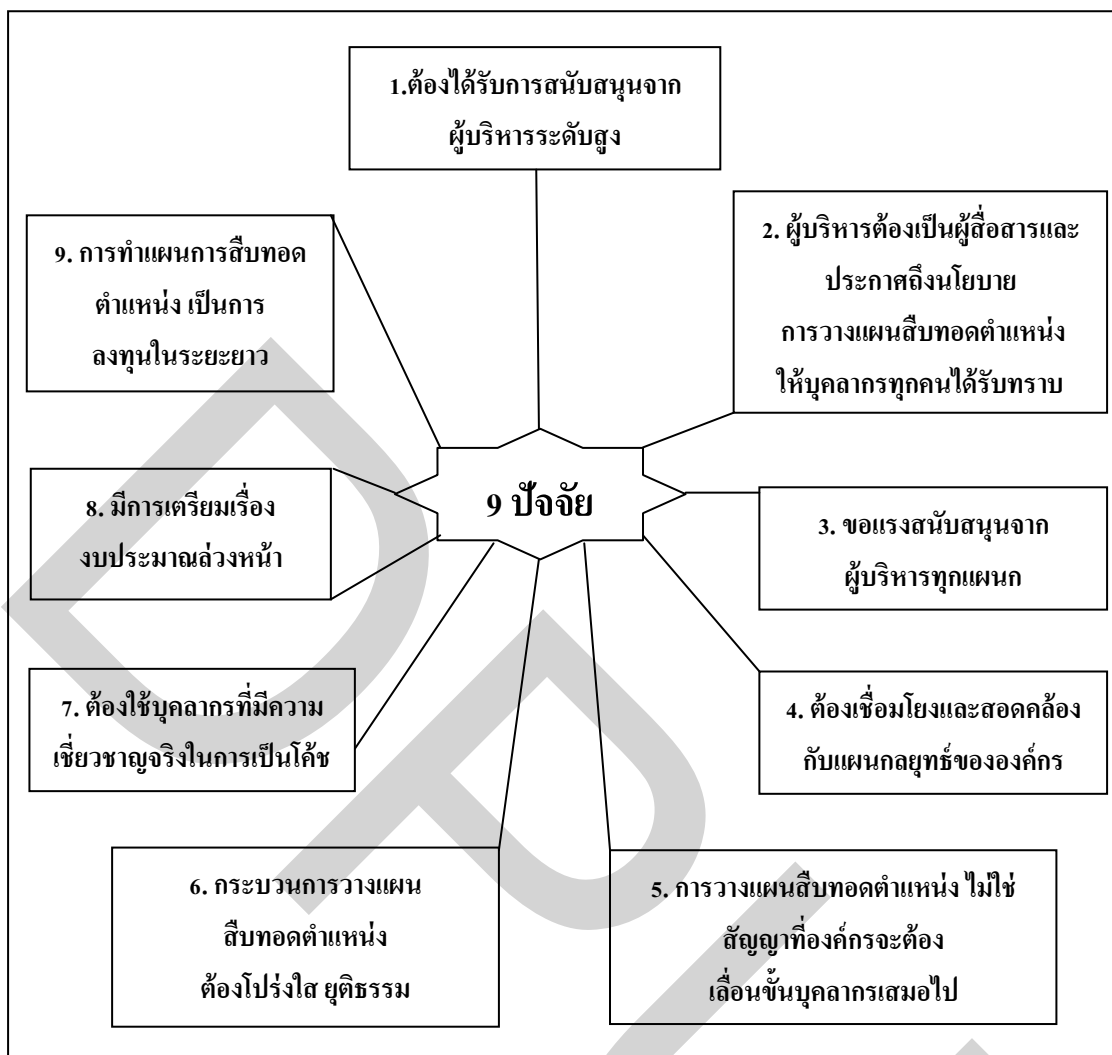 1.ต้องได้รับการสนับสนุนจาก
ผู้บริหารระดับสูง
2. ผู้บริหารต้องเป็นผู้สื่อสารและ
ประกาศถึงนโยบาย
การวางแผนสืบทอดตำแหน่ง
ให้บุคลากรทุกคนได้รับทราบ
3. ขอแรงสนับสนุนจาก
ผู้บริหารทุกแผนก
4. ต้องเชื่อมโยงและสอดคล้อง
กับแผนกลยุทธ์ขององค์กร
5. การวางแผนสืบทอดตำแหน่ง ไม่ใช่
สัญญาที่องค์กรจะต้อง
เลื่อนขั้นบุคลากรเสมอไป
6. กระบวนการวางแผน
สืบทอดตำแหน่ง
ต้องโปร่งใส ยุติธรรม
7. ต้องใช้บุคลากรที่มีความ
เชี่ยวชาญจริงในการเป็นโค้ช
8. มีการเตรียมเรื่อง
งบประมาณล่วงหน้า
9. การทำแผนการสืบทอด
ตำแหน่ง เป็นการ
ลงทุนในระยะยาว
9 ปัจจัย